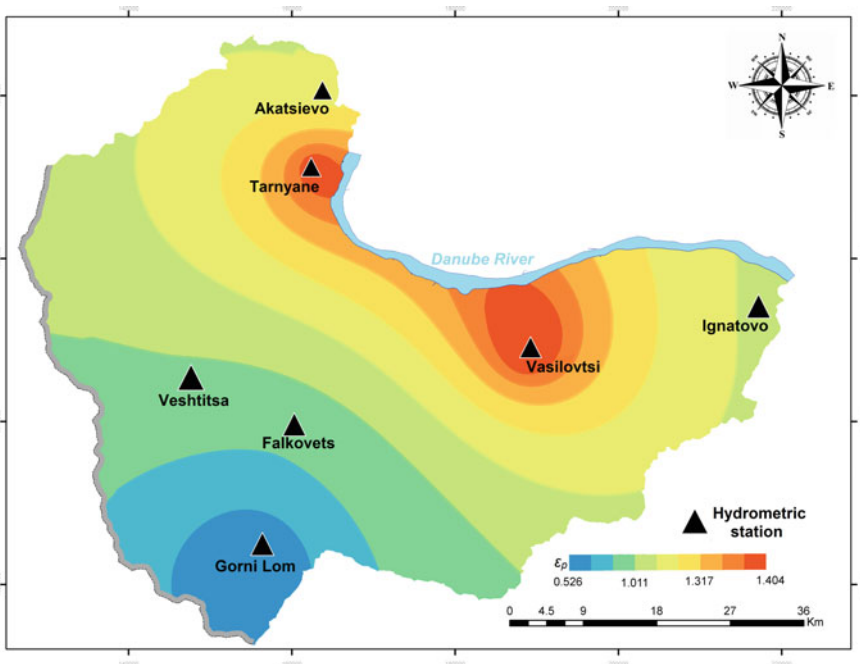 N
W E
S
Akatsievo
Tarnyane
Danube River
Ignatovo
Vasilovtsi
Veshtitsa
Falkovets
Gorni Lom
Hydrometric
station
εp
0.526 1.011 1.317 1.404
0 4.5 9 18 27 36
Km